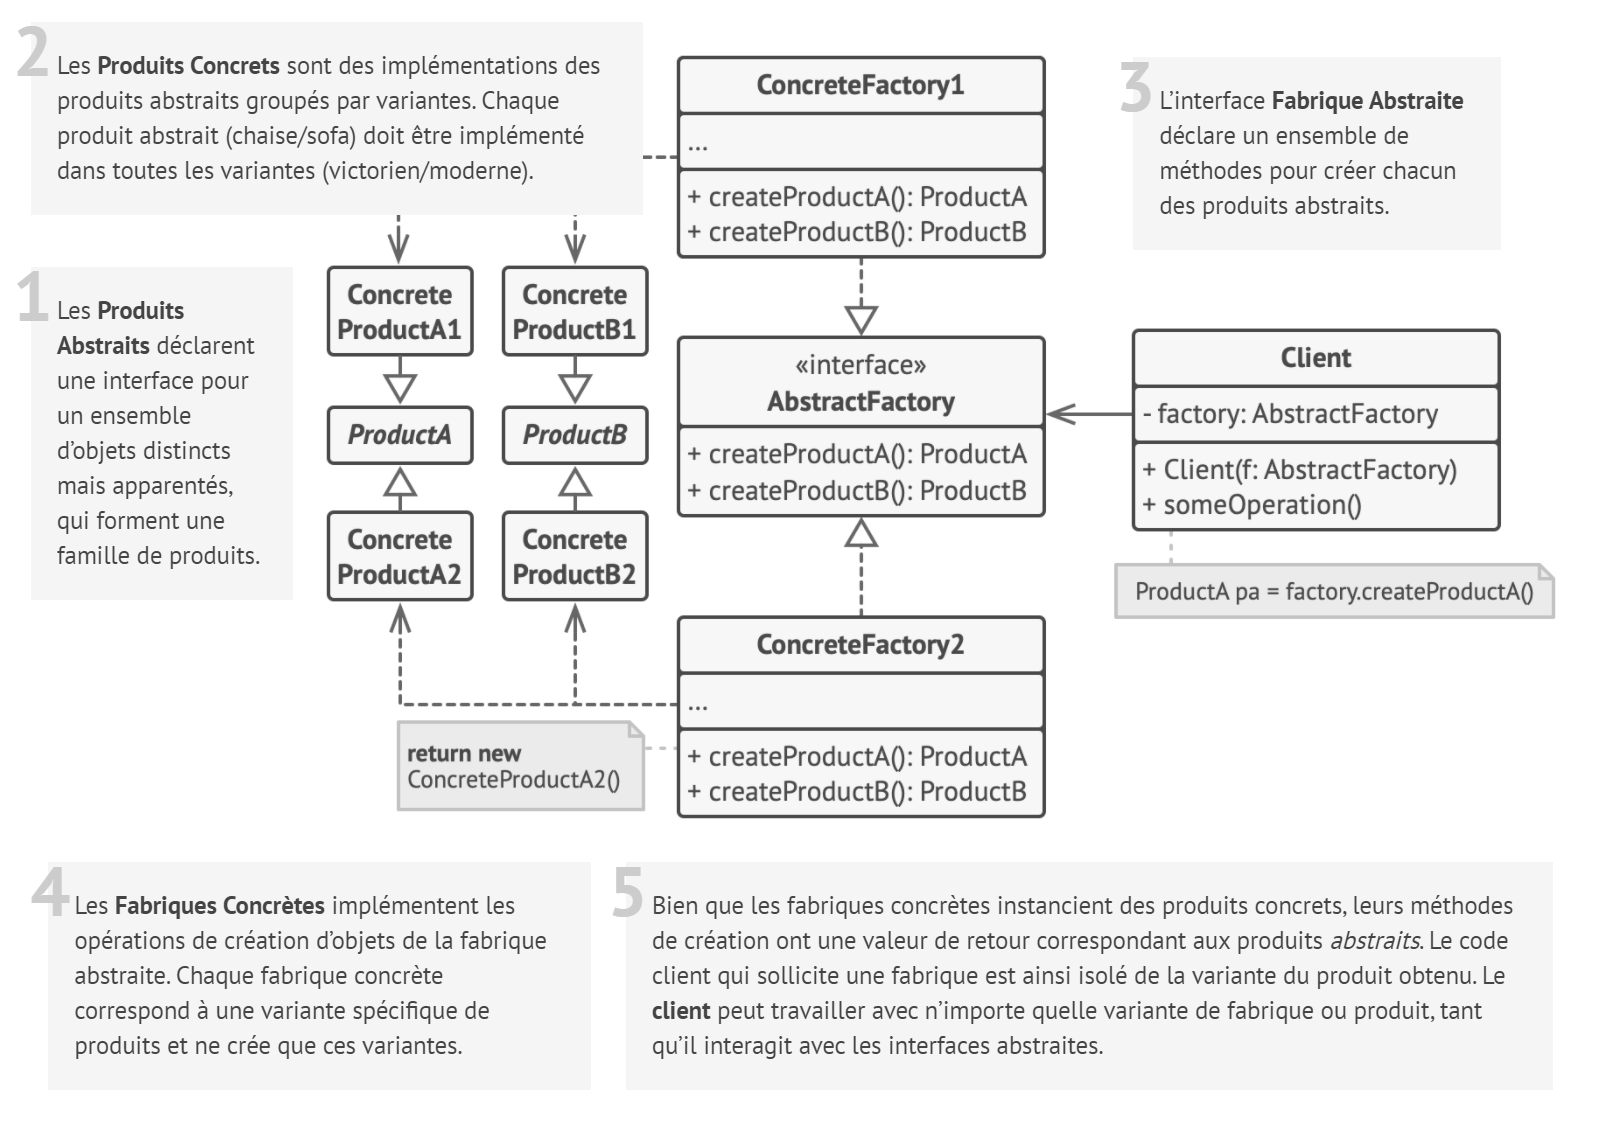 2
Les Produits Concrets sont des implémentations des
produits abstraits groupés par variantes. Chaque
produit abstrait (chaise/sofa) doit être implémenté
dans toutes les variantes (victorien/moderne).
ConcreteFactory1
...
+ createProductA(): ProductA
+ createProductB(): ProductB
3
L’interface Fabrique Abstraite
déclare un ensemble de
méthodes pour créer chacun
des produits abstraits.
1
Les Produits
Abstraits déclarent
une interface pour
un ensemble
d’objets distincts
mais apparentés,
qui forment une
famille de produits.
Concrete
ProductA1
Concrete
ProductB1
ProductA
ProductB
Concrete
ProductA2
Concrete
ProductB2
«interface»
AbstractFactory
+ createProductA(): ProductA
+ createProductB(): ProductB
Client
- factory: AbstractFactory
+ Client(f: AbstractFactory)
+ someOperation()
ProductA pa = factory.createProductA()
ConcreteFactory2
...
+ createProductA(): ProductA
+ createProductB(): ProductB
return new
ConcreteProductA2()
4
Les Fabriques Concrètes implémentent les
opérations de création d’objets de la fabrique
abstraite. Chaque fabrique concrète
correspond à une variante spécifique de
produits et ne crée que ces variantes.
5
Bien que les fabriques concrètes instancient des produits concrets, leurs méthodes
de création ont une valeur de retour correspondant aux produits abstraits. Le code
client qui sollicite une fabrique est ainsi isolé de la variante du produit obtenu. Le
client peut travailler avec n’importe quelle variante de fabrique ou produit, tant
qu’il interagit avec les interfaces abstraites.